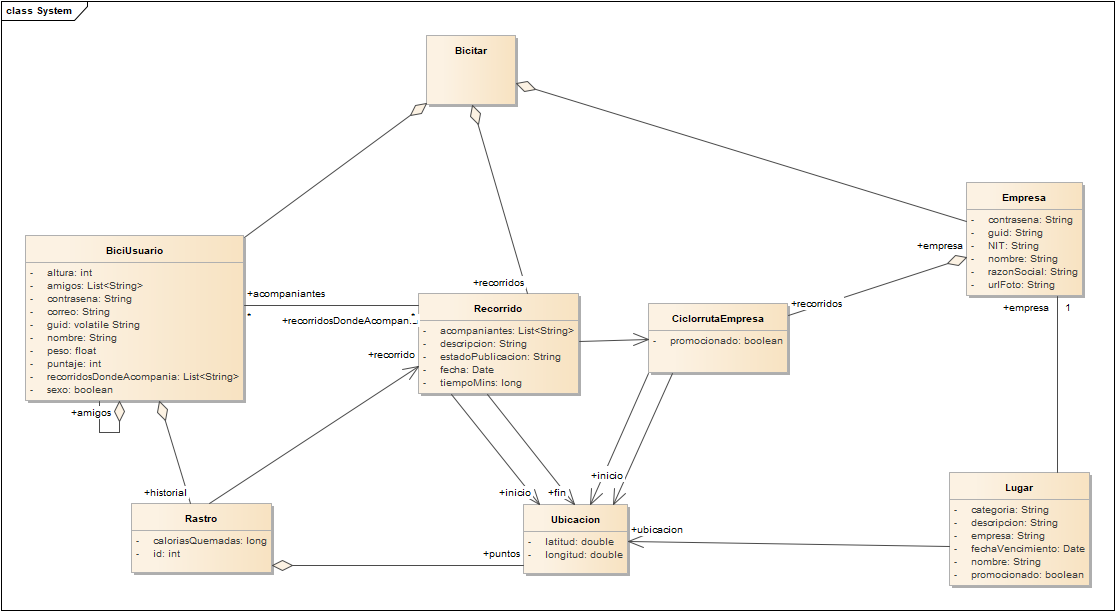 class System
Bicitar
Empresa
- contrasena: String
- guid: String
- NIT: String
- nombre: String
- razonSocial: String
- urlFoto: String
+empresa
BiciUsuario
- altura: int
- amigos: List<String>
- contrasena: String
- correo: String
- guid: volatile String
- nombre: String
- peso: float
- puntaje: int
- recorridosDondeAcompania: List<String>
- sexo: boolean
+amigos
+acompaniantes
*
+recorridosDondeAcompan...
*
+recorridos
Recorrido
- acompaniantes: List<String>
- descripcion: String
- estadoPublicacion: String
- fecha: Date
- tiempoMins: long
+recorrido
+recorridos
CiclorrutaEmpresa
- promocionado: boolean
+empresa
1
+historial
Rastro
- caloriasQuemadas: long
- id: int
+puntos
+inicio
+fin
+inicio
Ubicacion
- latitud: double
- longitud: double
+ubicacion
Lugar
- categoria: String
- descripcion: String
- empresa: String
- fechaVencimiento: Date
- nombre: String
- promocionado: boolean